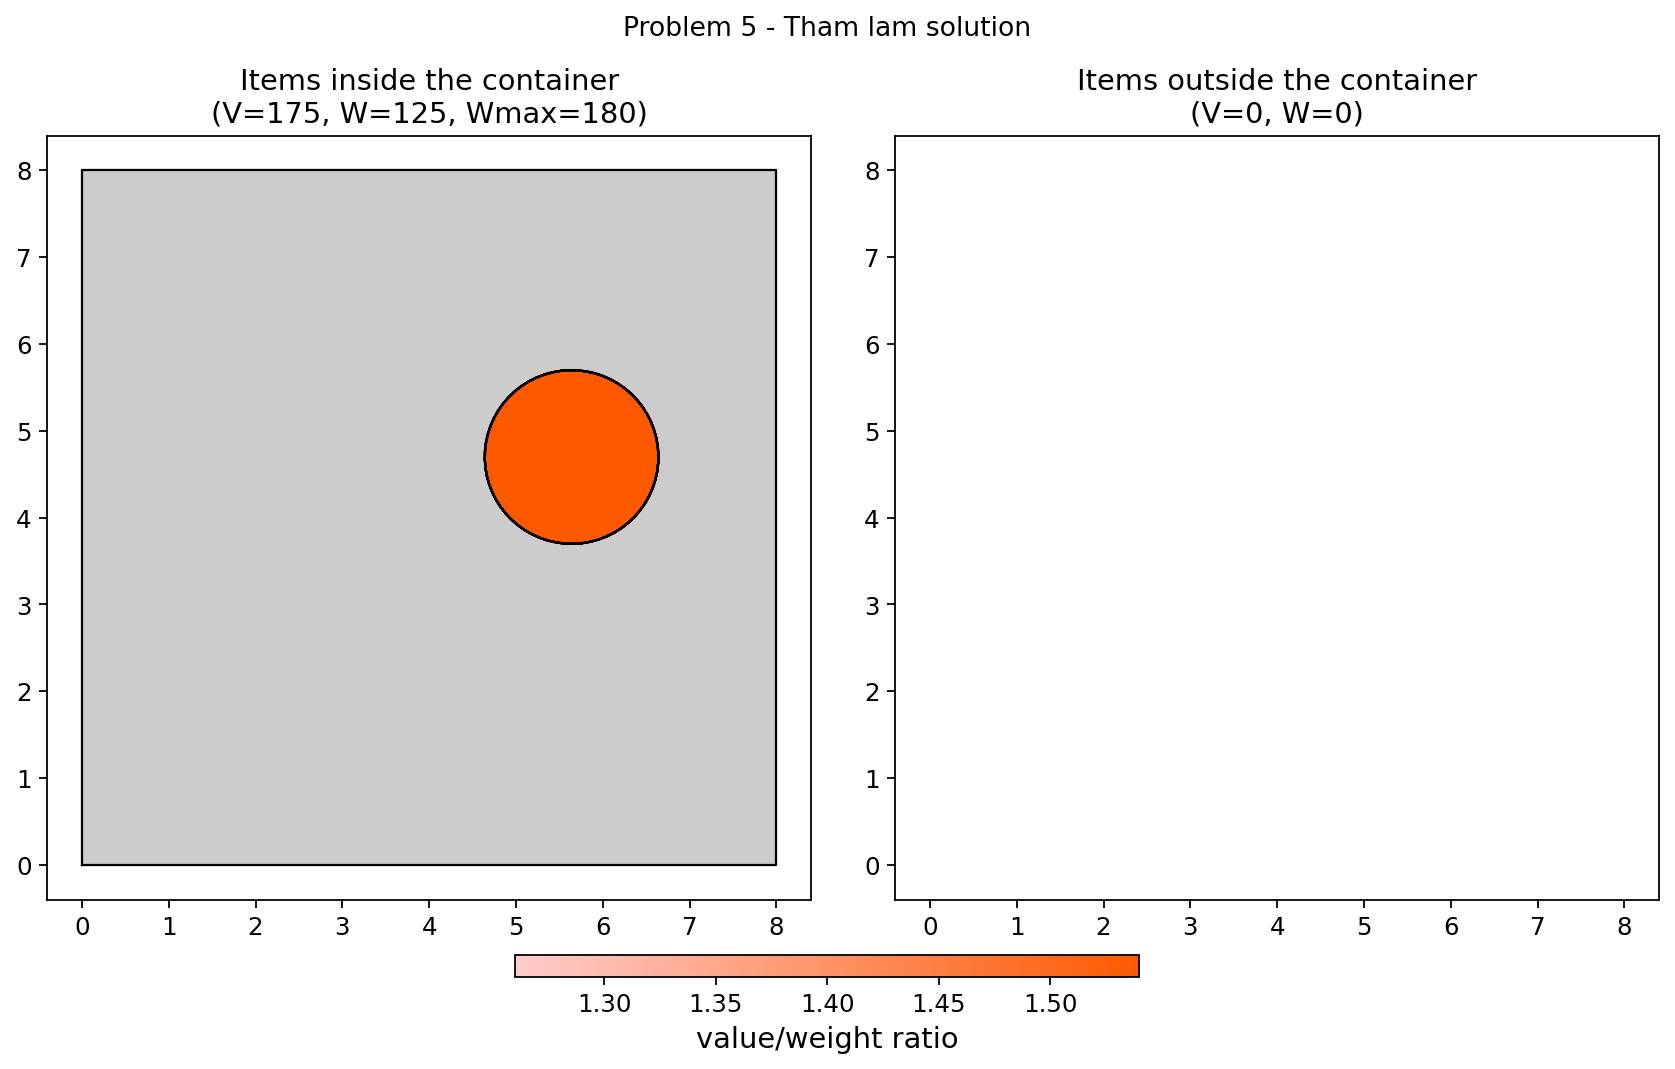 Problem 5 - Tham lam solution
Items inside the container
(V=175, W=125, Wmax=180)
8
7
6
5
4
3
2
1
0
0 1 2 3 4 5 6 7 8
Items outside the container
(V=0, W=0)
8
7
6
5
4
3
2
1
0
0 1 2 3 4 5 6 7 8
1.30 1.35 1.40 1.45 1.50
value/weight ratio